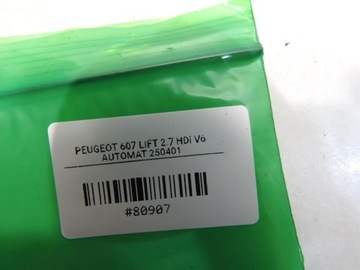 PEUGEOT 607 LIFT 2.7 HDi V6
AUTOMAT 250401
#80907